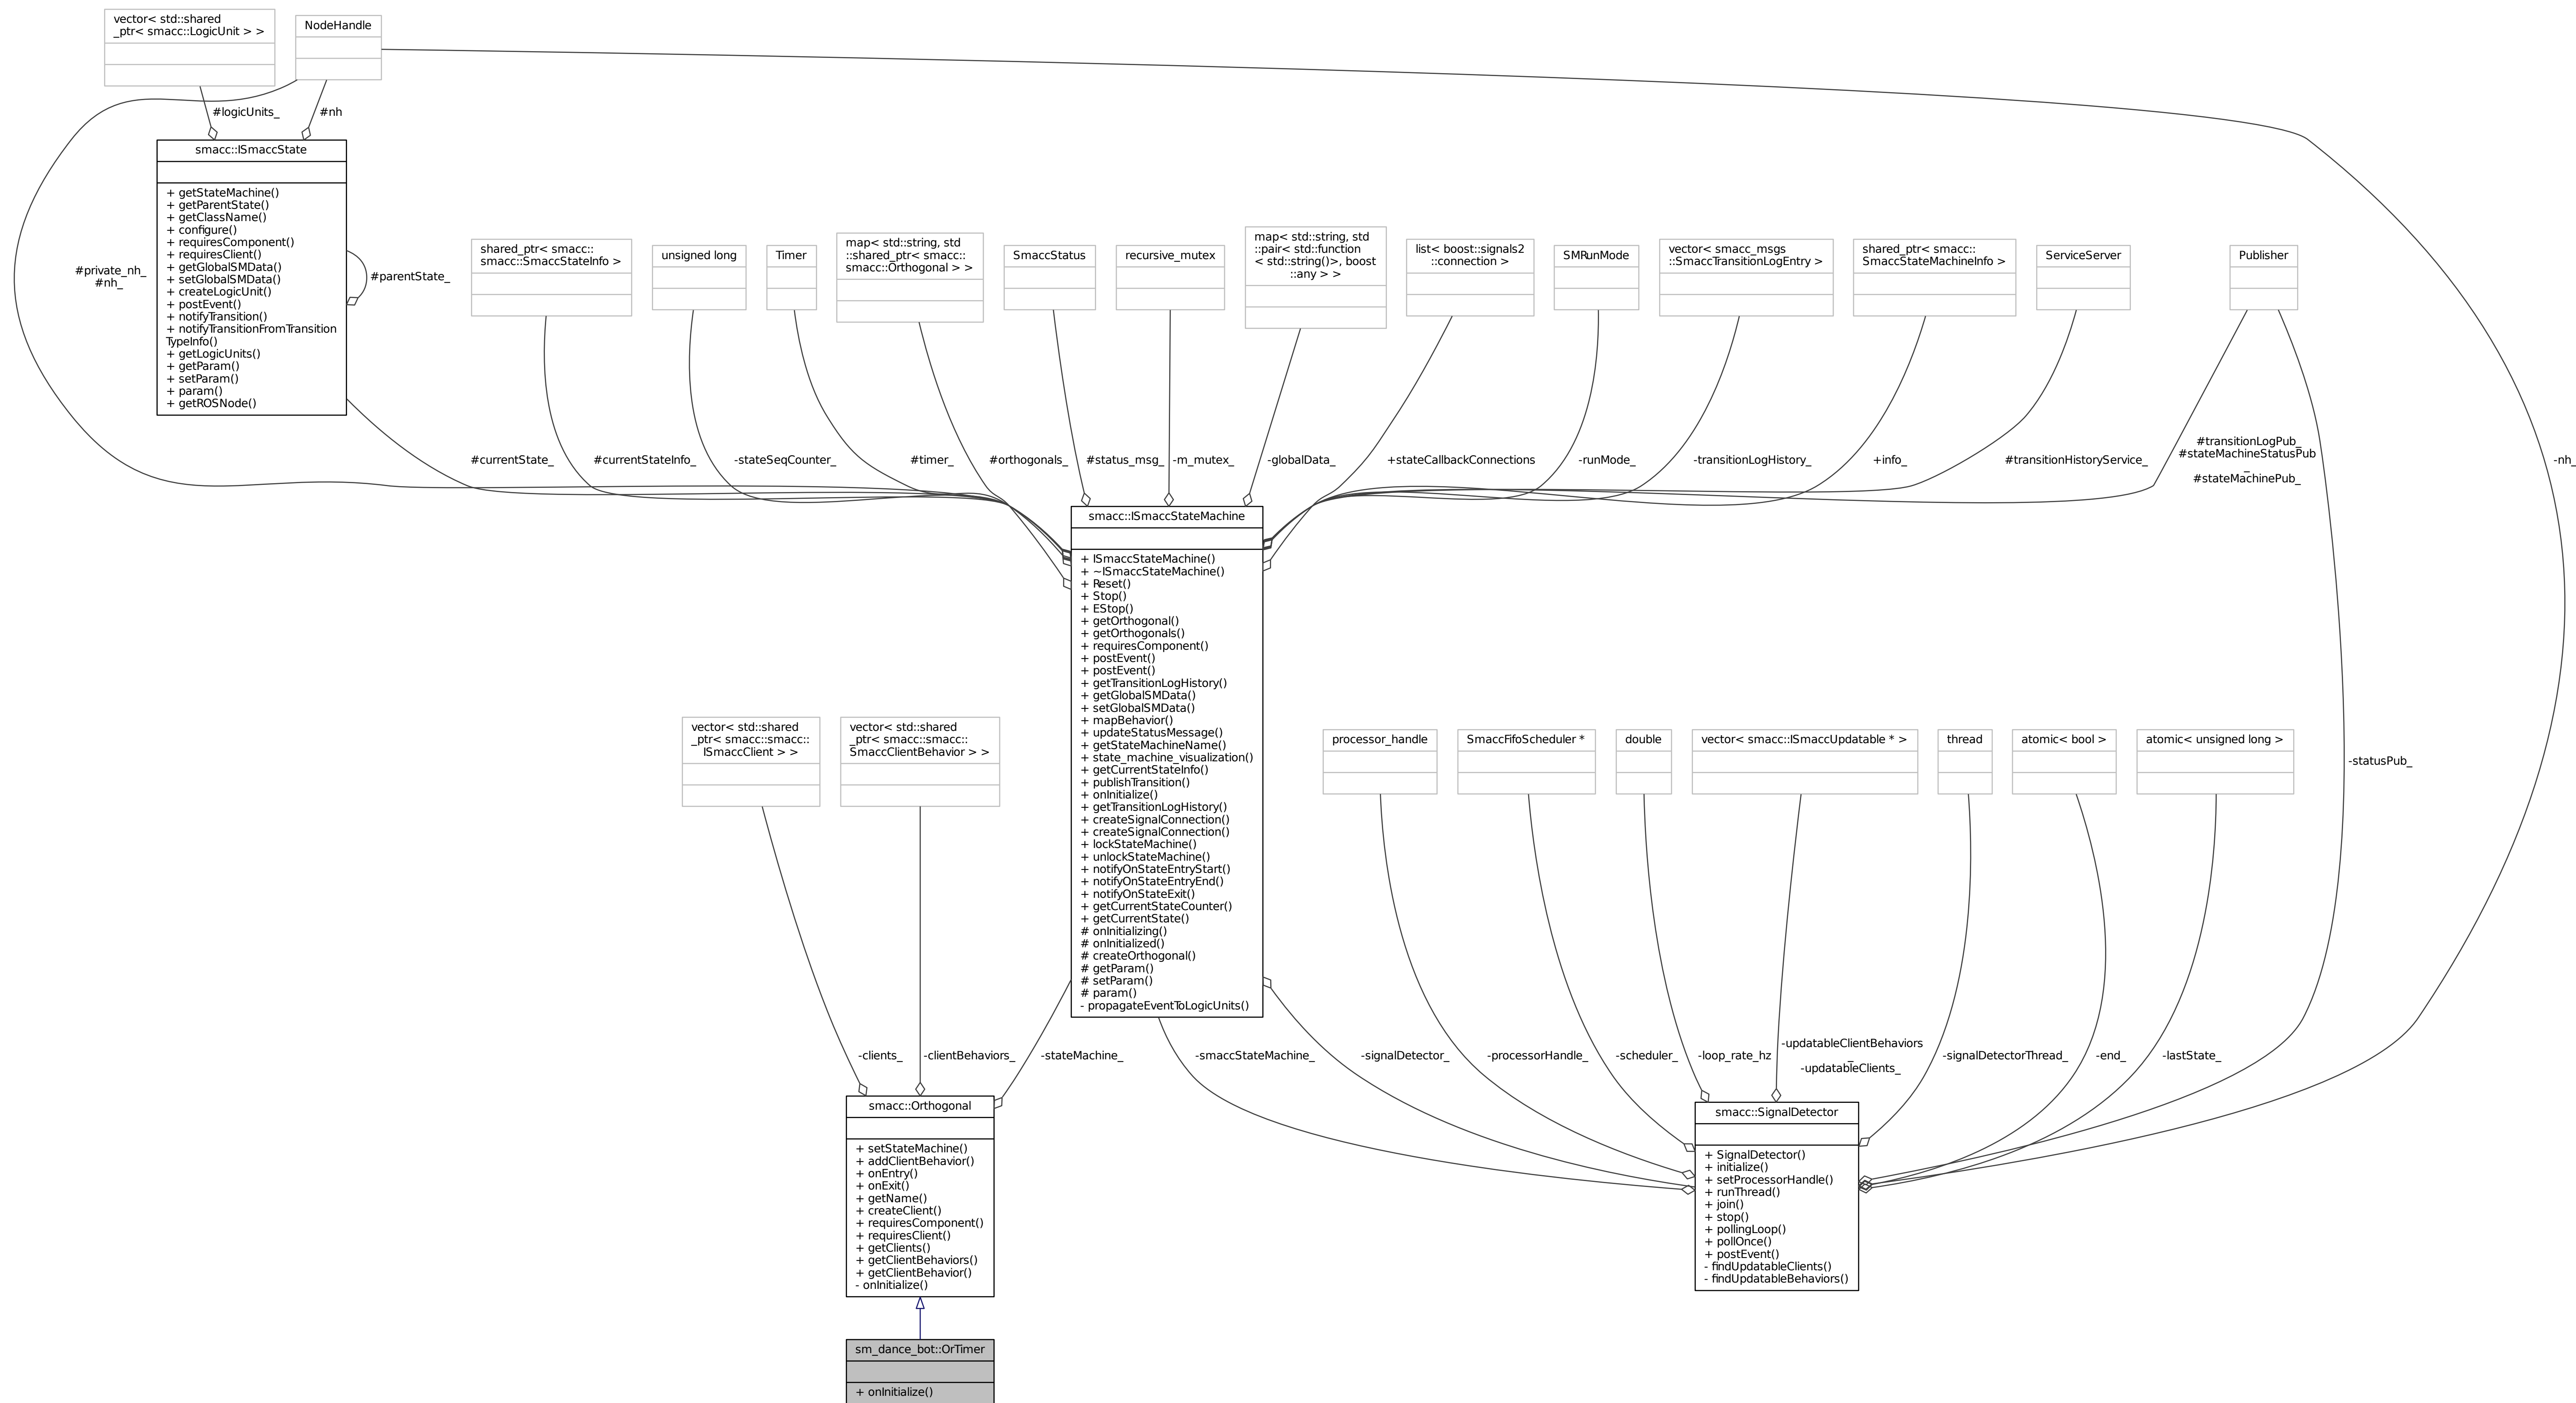 vector< std::shared
_ptr< smacc::LogicUnit > >
NodeHandle
#logicUnits_
#nh
smacc::ISmaccState
+ getStateMachine()
+ getParentState()
+ getClassName()
+ configure()
+ requiresComponent()
+ requiresClient()
+ getGlobalSMData()
+ setGlobalSMData()
+ createLogicUnit()
+ postEvent()
+ notifyTransition()
+ notifyTransitionFromTransition
TypeInfo()
+ getLogicUnits()
+ getParam()
+ setParam()
+ param()
+ getROSNode()
#private_nh_
#nh_
#parentState_
shared_ptr< smacc::
smacc::SmaccStateInfo >
unsigned long
Timer
map< std::string, std
::shared_ptr< smacc::
smacc::Orthogonal > >
SmaccStatus
recursive_mutex
map< std::string, std
::pair< std::function
< std::string()>, boost
::any > >
list< boost::signals2
::connection >
SMRunMode
vector< smacc_msgs
::SmaccTransitionLogEntry >
shared_ptr< smacc::
SmaccStateMachineInfo >
ServiceServer
Publisher
#currentState_
#currentStateInfo_
-stateSeqCounter_
#timer_
#orthogonals_
#status_msg_
-m_mutex_
-globalData_
+stateCallbackConnections
-runMode_
-transitionLogHistory_
+info_
#transitionHistoryService_
#transitionLogPub_
#stateMachineStatusPub
_
#stateMachinePub_
-nh_
smacc::ISmaccStateMachine
+ ISmaccStateMachine()
+ ~ISmaccStateMachine()
+ Reset()
+ Stop()
+ EStop()
+ getOrthogonal()
+ getOrthogonals()
+ requiresComponent()
+ postEvent()
+ postEvent()
+ getTransitionLogHistory()
+ getGlobalSMData()
+ setGlobalSMData()
+ mapBehavior()
+ updateStatusMessage()
+ getStateMachineName()
+ state_machine_visualization()
+ getCurrentStateInfo()
+ publishTransition()
+ onInitialize()
+ getTransitionLogHistory()
+ createSignalConnection()
+ createSignalConnection()
+ lockStateMachine()
+ unlockStateMachine()
+ notifyOnStateEntryStart()
+ notifyOnStateEntryEnd()
+ notifyOnStateExit()
+ getCurrentStateCounter()
+ getCurrentState()
# onInitializing()
# onInitialized()
# createOrthogonal()
# getParam()
# setParam()
# param()
- propagateEventToLogicUnits()
vector< std::shared
_ptr< smacc::smacc::
ISmaccClient > >
vector< std::shared
_ptr< smacc::smacc::
SmaccClientBehavior > >
processor_handle
SmaccFifoScheduler *
double
vector< smacc::ISmaccUpdatable * >
thread
atomic< bool >
atomic< unsigned long >
-statusPub_
-clients_
-clientBehaviors_
-stateMachine_
-smaccStateMachine_
-signalDetector_
-processorHandle_
-scheduler_
-loop_rate_hz
-updatableClientBehaviors
_
-updatableClients_
-signalDetectorThread_
-end_
-lastState_
smacc::Orthogonal
+ setStateMachine()
+ addClientBehavior()
+ onEntry()
+ onExit()
+ getName()
+ createClient()
+ requiresComponent()
+ requiresClient()
+ getClients()
+ getClientBehaviors()
+ getClientBehavior()
- onInitialize()
smacc::SignalDetector
+ SignalDetector()
+ initialize()
+ setProcessorHandle()
+ runThread()
+ join()
+ stop()
+ pollingLoop()
+ pollOnce()
+ postEvent()
- findUpdatableClients()
- findUpdatableBehaviors()
sm_dance_bot::OrTimer
+ onInitialize()